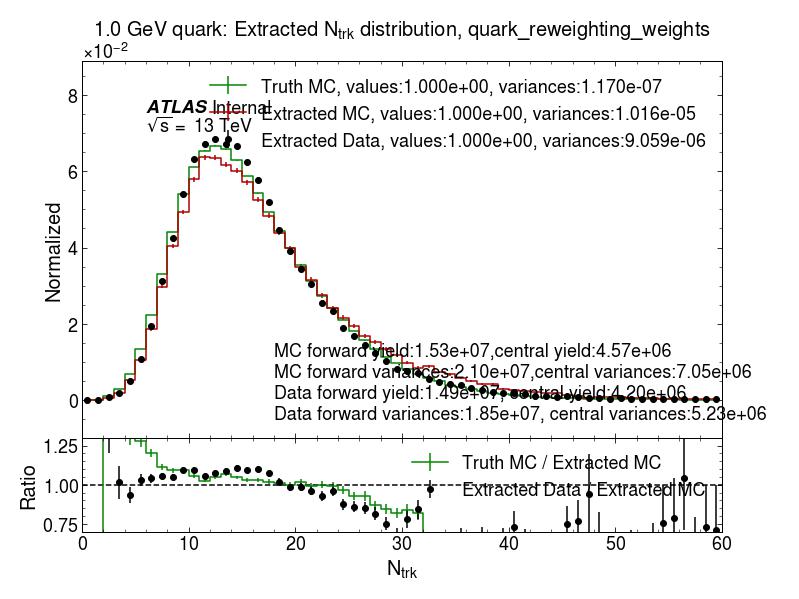 1.0 GeV quark: Extracted Ntrk distribution, quark_reweighting_weights
×10−2
Truth MC, values:1.000e+00, variances:1.170e-07
ATLAS Internal
Extracted MC, values:1.000e+00, variances:1.016e-05
√s = 13 TeV
Extracted Data, values:1.000e+00, variances:9.059e-06
8
6
4
2
0
Normalized
MC forward yield:1.53e+07,central yield:4.57e+06
MC forward variances:2.10e+07,central variances:7.05e+06
Data forward yield:1.49e+07, central yield:4.20e+06
Data forward variances:1.85e+07, central variances:5.23e+06
1.25
1.00
0.75
Ratio
Truth MC / Extracted MC
Extracted Data / Extracted MC
0 10 20 30 40 50 60
Ntrk